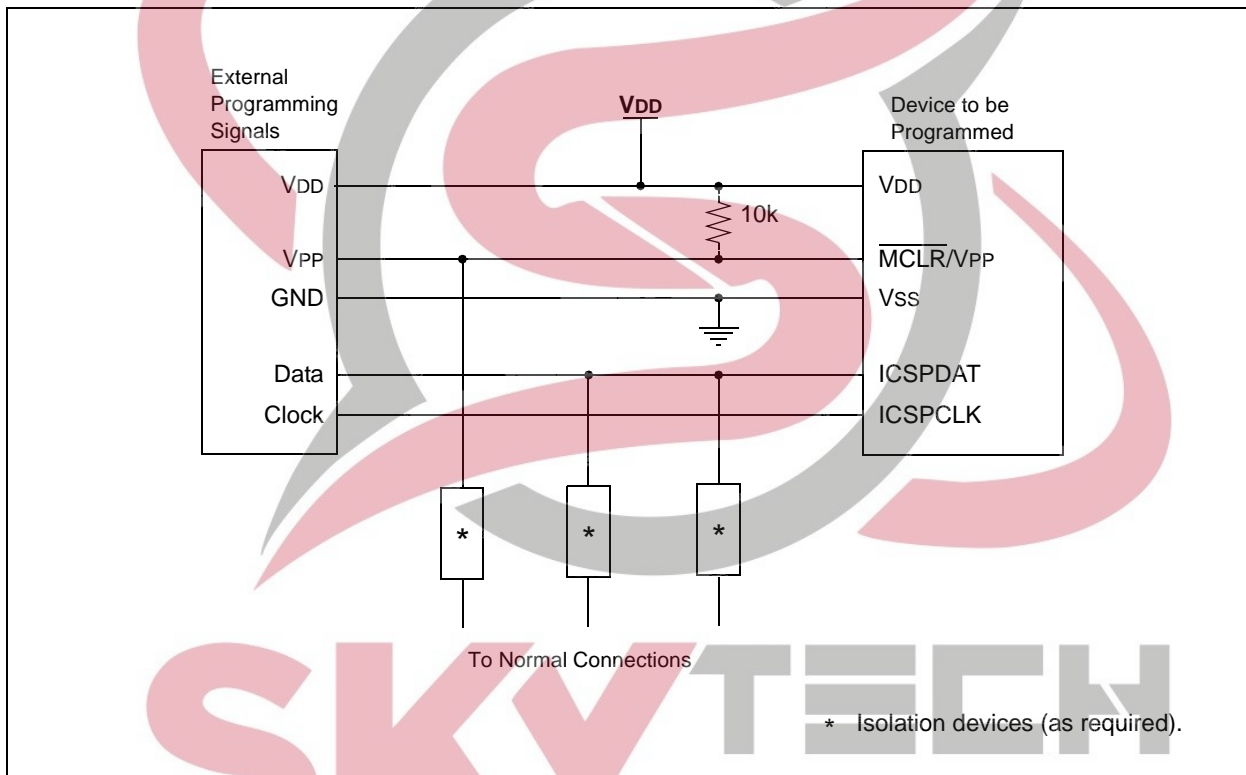 External
Programming
Signals
VDD
Device to be
Programmed
VDD
VDD
10k
VPP
MCLR/VPP
GND
VSS
Data
ICSPDAT
Clock
ICSPCLK
*
*
*
To Normal Connections
* Isolation devices (as required).
SKYTECH